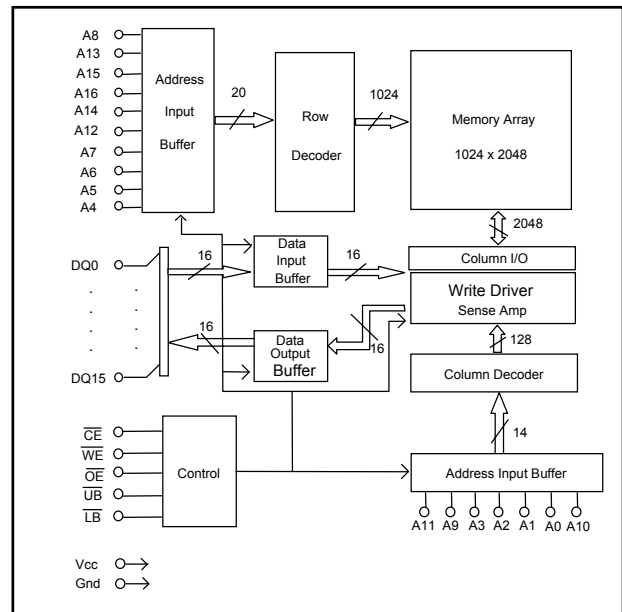 A8
A13
A15
A16
A14
A12
A7
A6
A5
A4
Address
Input
Buffer
20
Row
Decoder
1024
Memory Array
1024 x 2048
2048
DQ0
.
.
.
.
DQ15
.
.
.
.
16
Data
Input
Buffer
16
Column I/O
Write Driver
Sense Amp
16
Data
Output
Buffer
16
128
Column Decoder
14
CE
WE
OE
UB
LB
Control
Address Input Buffer
A11 A9 A3 A2 A1 A0 A10
Vcc
Gnd